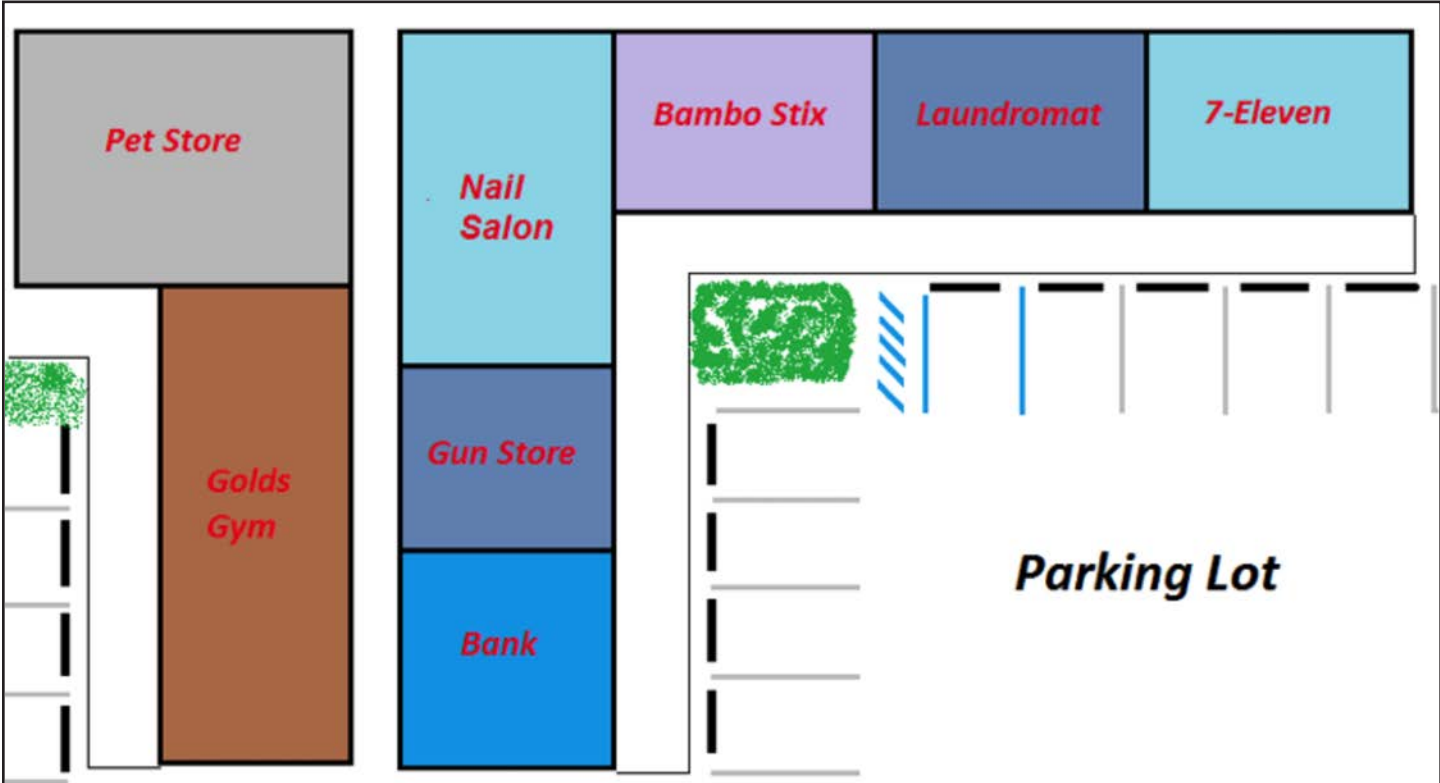 Pet Store
Nail
Salon
Bambo Stix
Laundromat
7-Eleven
Golds
Gym
Gun Store
Bank
Parking Lot